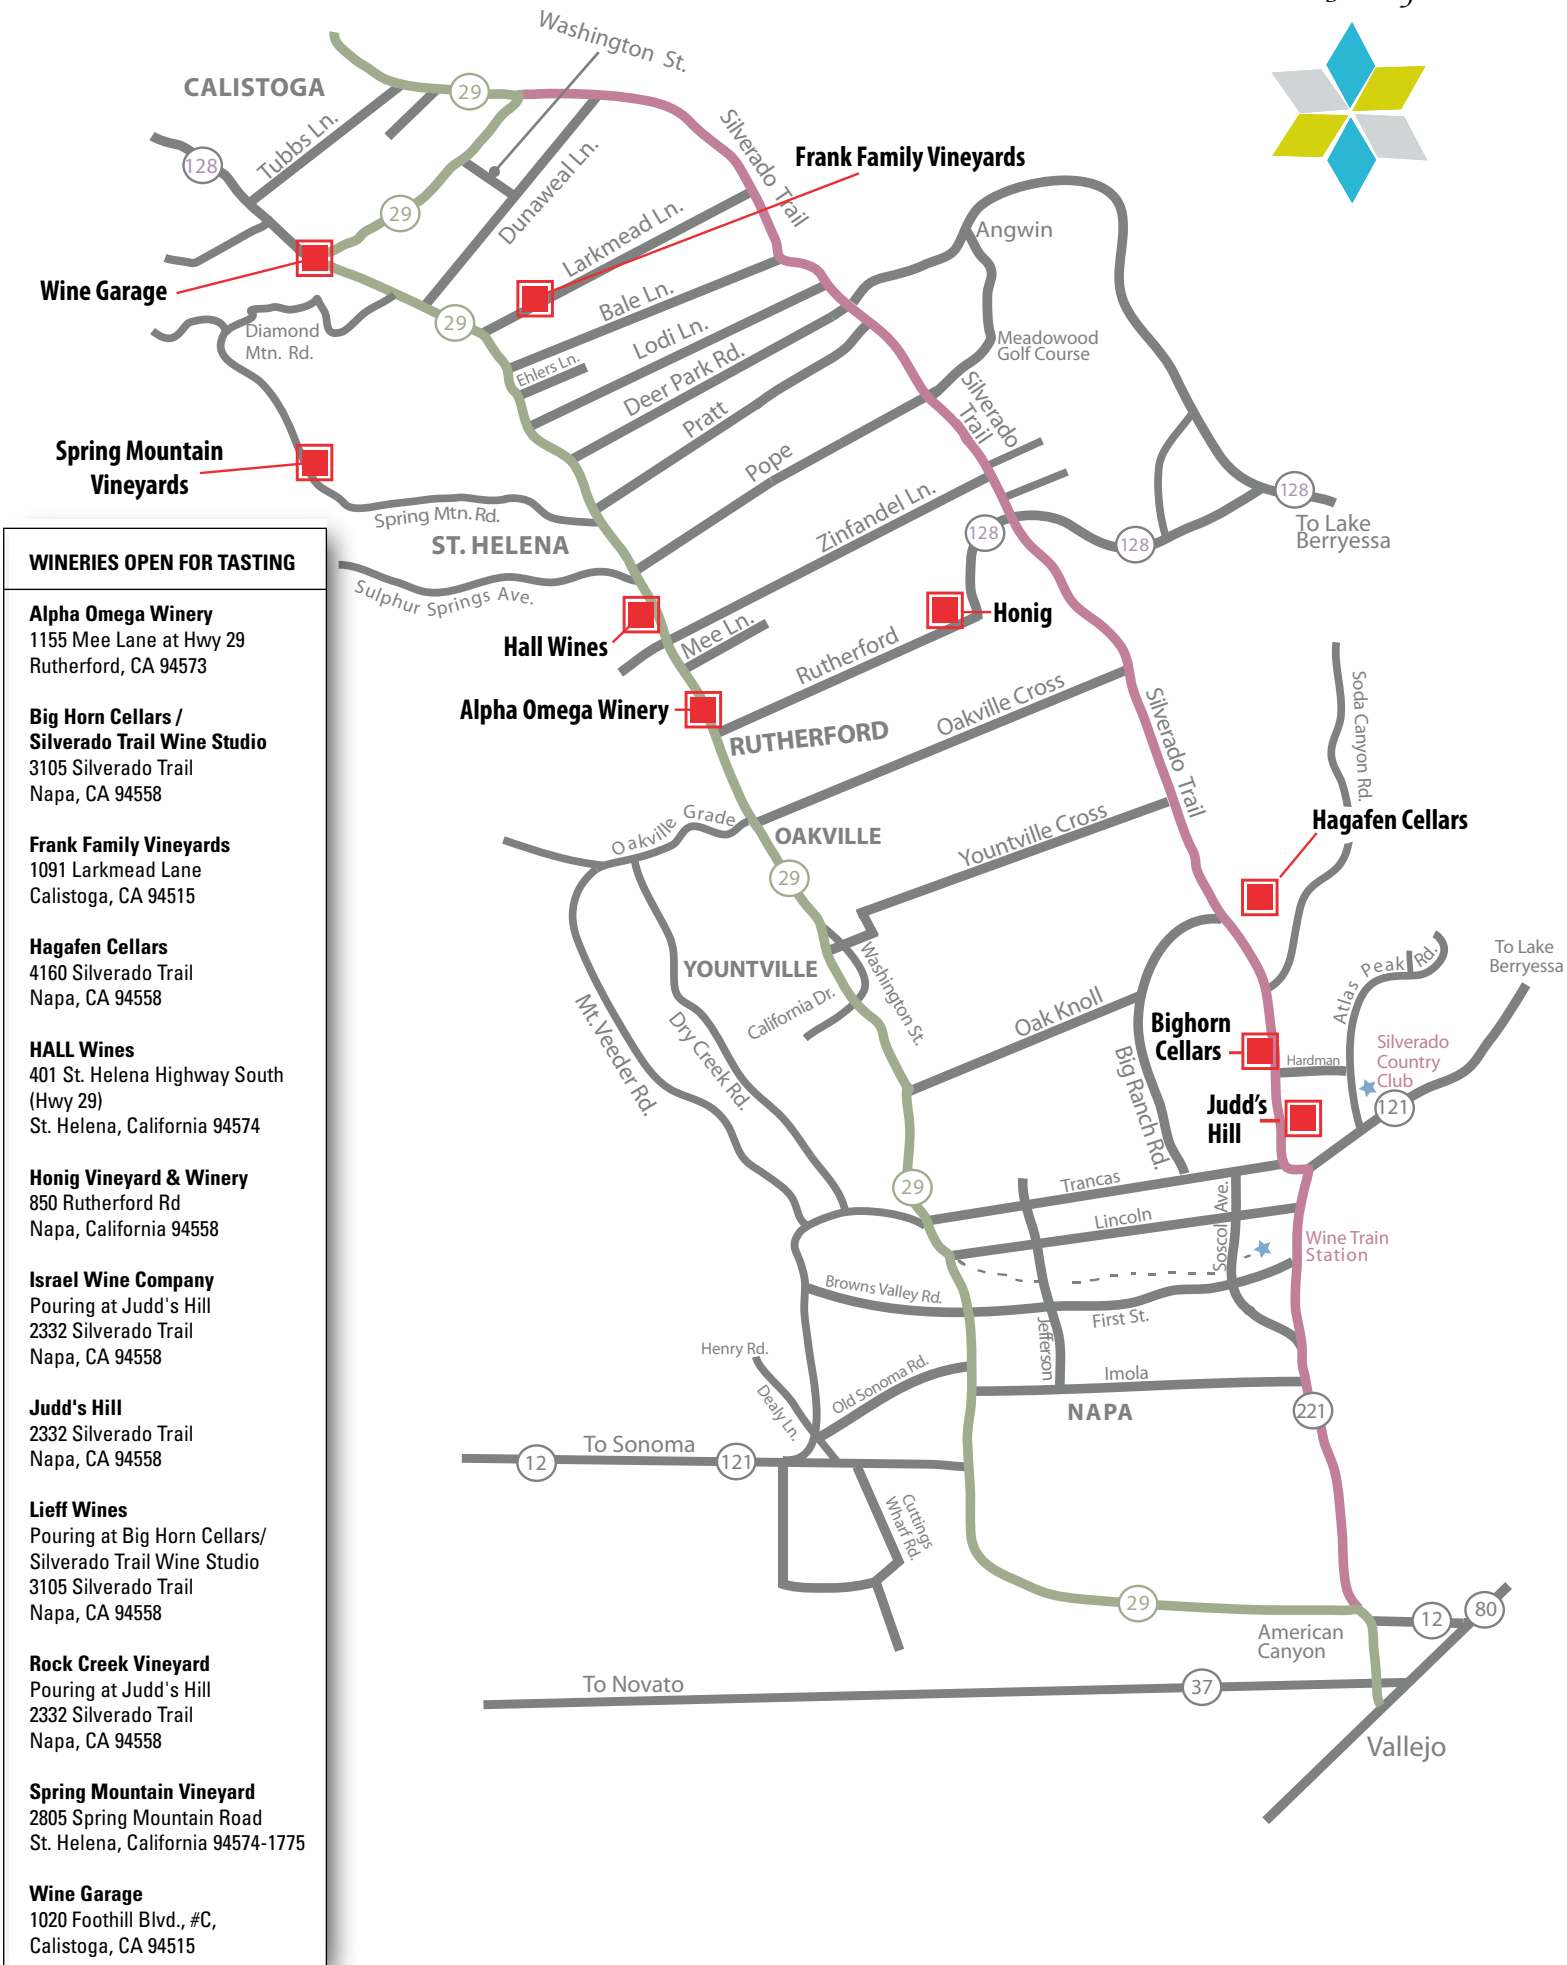 Washington St.
CALISTOGA
29
Tubbs Ln.
128
Silverado Trail
Frank Family Vineyards
Dunaweal Ln.
29
Larkmead Ln.
Angwin
Wine Garage
Bale Ln.
29
Diamond
Mtn. Rd.
Lodi Ln.
Meadowood
Golf Course
Ehlers Ln.
Deer Park Rd.
Silverado
Trail
Pratt
Spring Mountain
Vineyards
Pope
Zinfandel Ln.
128
Spring Mtn. Rd.
To Lake
Berryessa
128
128
ST. HELENA
Sulphur Springs Ave.
Honig
Hall Wines
Mee Ln.
Rutherford
Alpha Omega Winery
Oakville Cross
RUTHERFORD
Silverado Trail
Soda Canyon Rd.
Oakville Grade
OAKVILLE
Yountville Cross
Hagafen Cellars
29
YOUNTVILLE
Washington St.
California Dr.
Mt. Veeder Rd.
Dry Creek Rd.
Oak Knoll
Atlas Peak Rd.
To Lake
Berryessa
Bighorn
Cellars
Big Ranch Rd.
Hardman
Silverado
Country
Club
121
Judd's
Hill
29
Trancas
Lincoln
Soscol Ave.
Wine Train
Station
Browns Valley Rd.
First St.
Jefferson
Henry Rd.
Dealy Ln.
Old Sonoma Rd.
Imola
NAPA
221
To Sonoma
12
121
Cuttings
Wharf Rd.
29
12
80
American
Canyon
To Novato
37
Vallejo
WINERIES OPEN FOR TASTING
Alpha Omega Winery
1155 Mee Lane at Hwy 29
Rutherford, CA 94573
Big Horn Cellars /
Silverado Trail Wine Studio
3105 Silverado Trail
Napa, CA 94558
Frank Family Vineyards
1091 Larkmead Lane
Calistoga, CA 94515
Hagafen Cellars
4160 Silverado Trail
Napa, CA 94558
HALL Wines
401 St. Helena Highway South
(Hwy 29)
St. Helena, California 94574
Honig Vineyard & Winery
850 Rutherford Rd
Napa, California 94558
Israel Wine Company
Pouring at Judd's Hill
2332 Silverado Trail
Napa, CA 94558
Judd's Hill
2332 Silverado Trail
Napa, CA 94558
Lieff Wines
Pouring at Big Horn Cellars/
Silverado Trail Wine Studio
3105 Silverado Trail
Napa, CA 94558
Rock Creek Vineyard
Pouring at Judd's Hill
2332 Silverado Trail
Napa, CA 94558
Spring Mountain Vineyard
2805 Spring Mountain Road
St. Helena, California 94574-1775
Wine Garage
1020 Foothill Blvd., #C,
Calistoga, CA 94515